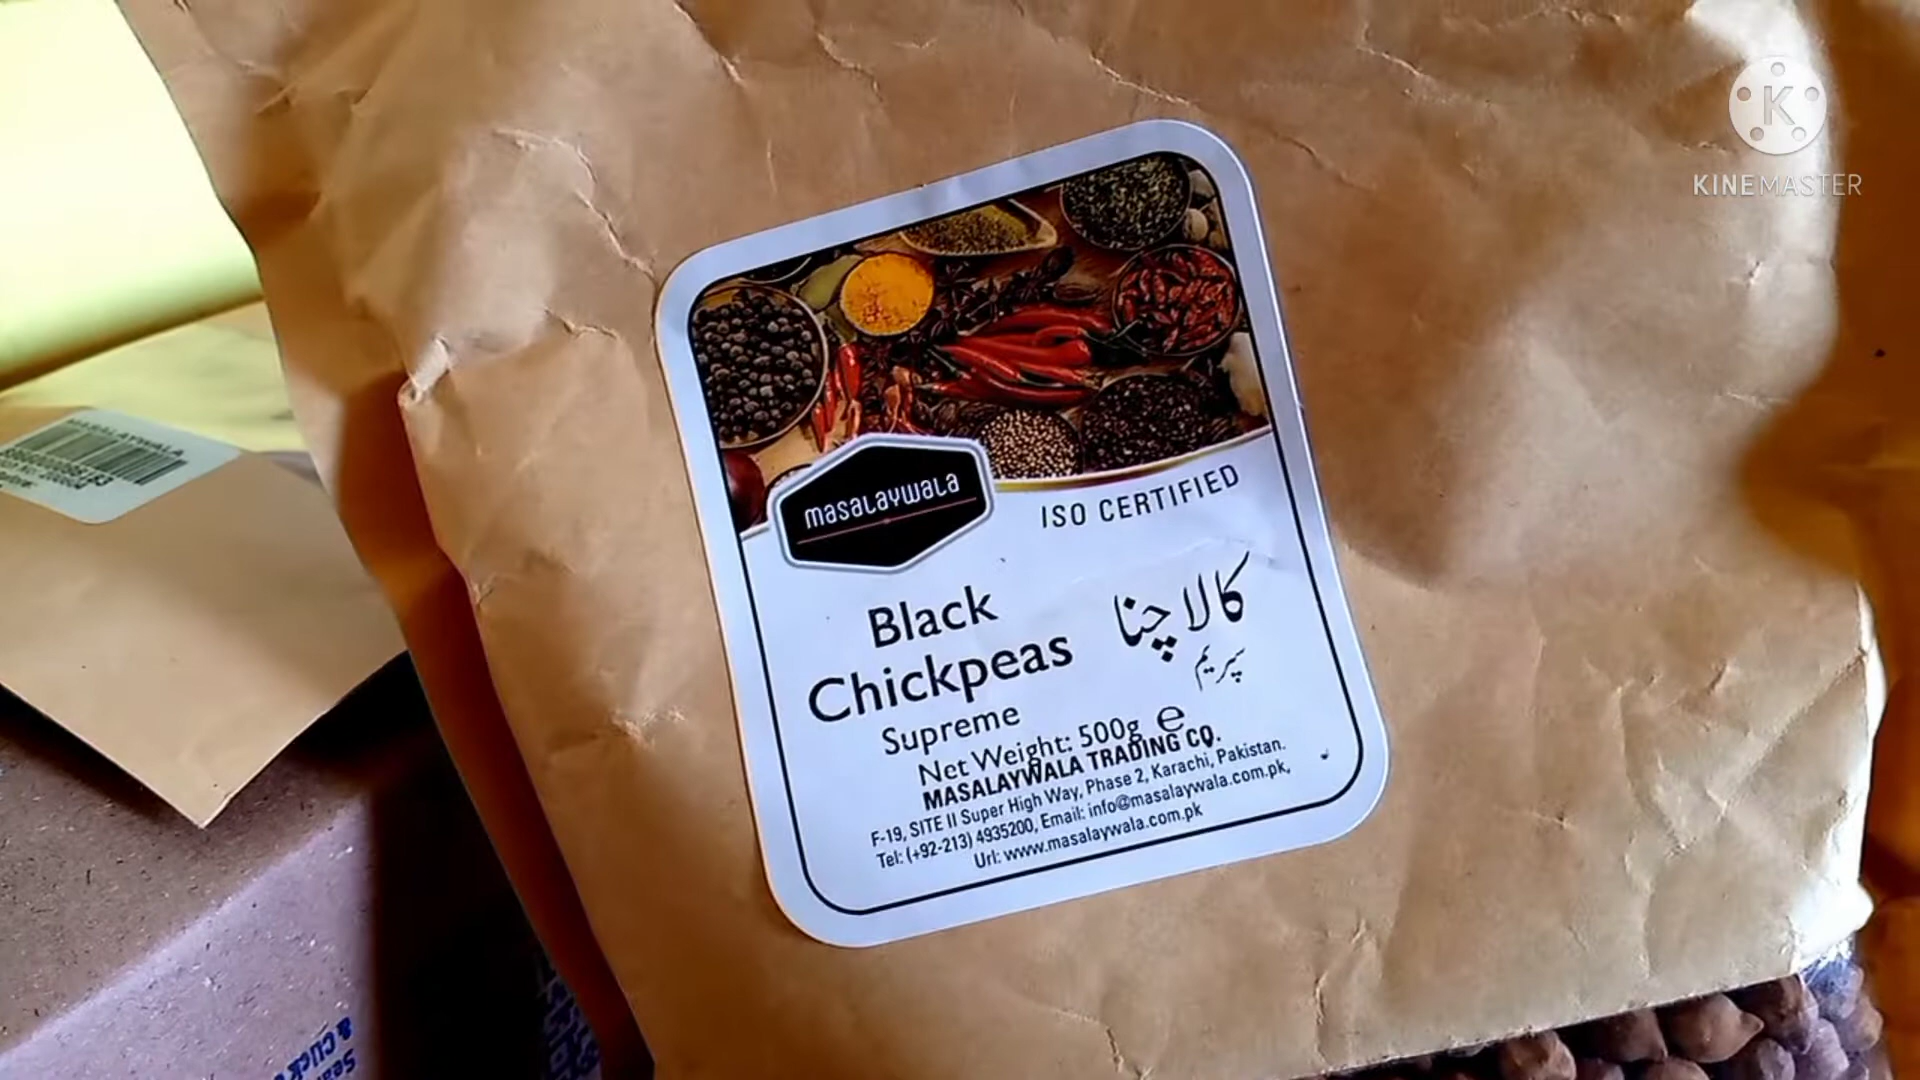 KINEMASTER
MASALAYWALA
masalaywala
ISO CERTIFIED
Black
Chickpeas
Supreme
کالا چنا
سپریم
Net Weight: 500g e
MASALAYWALA TRADING CO.
F-19, SITE II Super High Way, Phase 2, Karachi, Pakistan.
Tel: (+92-213) 4935200, Email: info@masalaywala.com.pk,
Url: www.masalaywala.com.pk